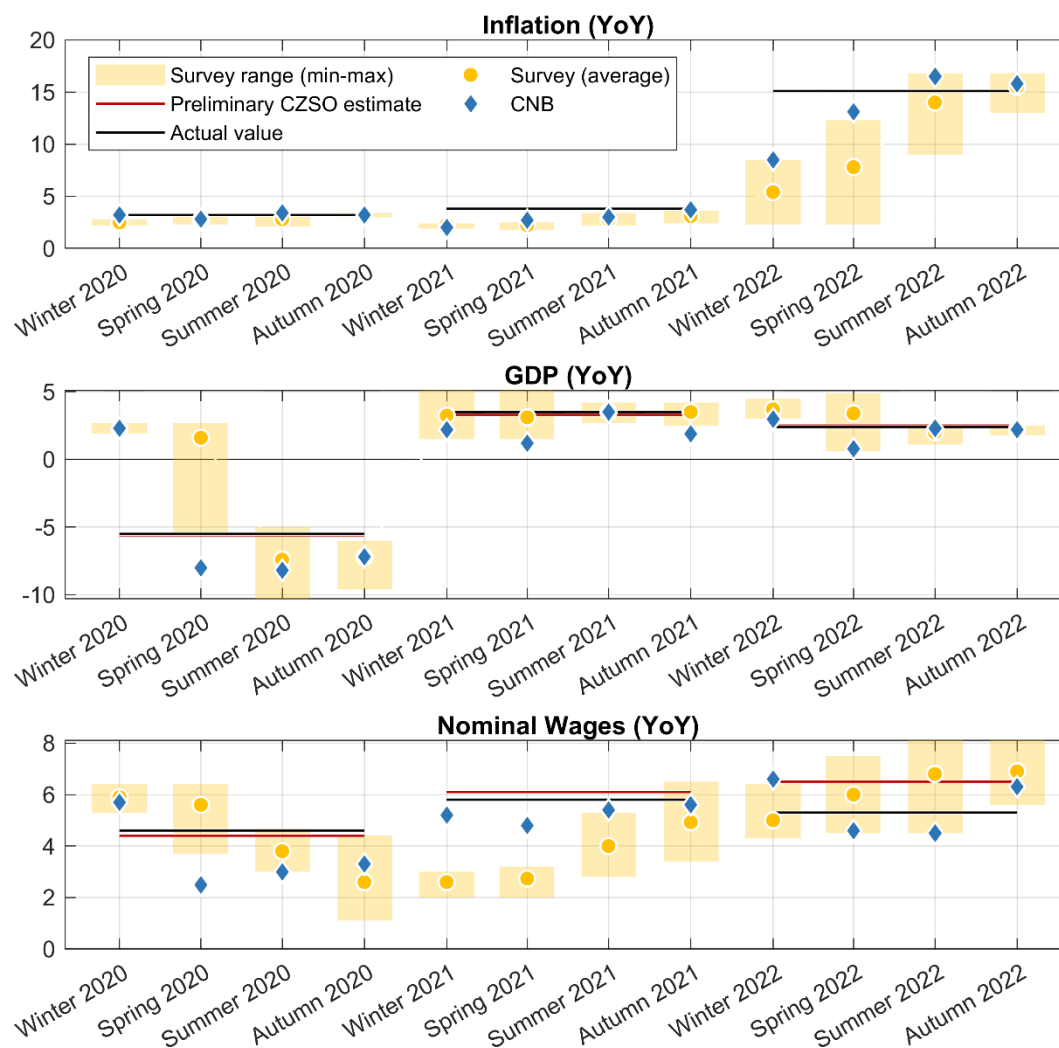 Inflation (YoY)
20
15
10
5
0
Survey range (min-max)
Survey (average)
Preliminary CZSO estimate
CNB
Actual value
Winter 2020
Spring 2020
Summer 2020
Autumn 2020
Winter 2021
Spring 2021
Summer 2021
Autumn 2021
Winter 2022
Spring 2022
Summer 2022
Autumn 2022
GDP (YoY)
5
0
-5
-10
Winter 2020
Spring 2020
Summer 2020
Autumn 2020
Winter 2021
Spring 2021
Summer 2021
Autumn 2021
Winter 2022
Spring 2022
Summer 2022
Autumn 2022
Nominal Wages (YoY)
8
6
4
2
0
Winter 2020
Spring 2020
Summer 2020
Autumn 2020
Winter 2021
Spring 2021
Summer 2021
Autumn 2021
Winter 2022
Spring 2022
Summer 2022
Autumn 2022